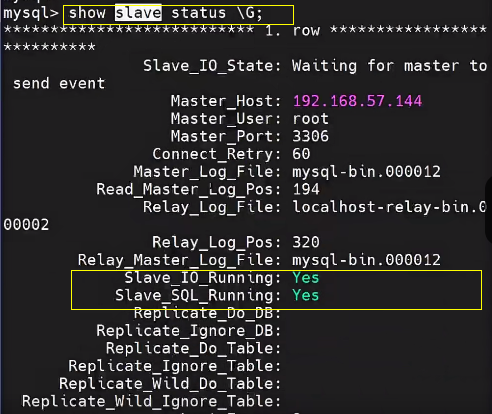 mysql> show slave status \G;
*************************** 1. row ****************
***********
Slave_IO_State: Waiting for master to
send event
Master_Host: 192.168.57.144
Master_User: root
Master_Port: 3306
Connect_Retry: 60
Master_Log_File: mysql-bin.000012
Read_Master_Log_Pos: 194
Relay_Log_File: localhost-relay-bin.0
00002
Relay_Log_Pos: 320
Relay_Master_Log_File: mysql-bin.000012
Slave_IO_Running: Yes
Slave_SQL_Running: Yes
Replicate_Do_DB:
Replicate_Ignore_DB:
Replicate_Do_Table:
Replicate_Ignore_Table:
Replicate_Wild_Do_Table:
Replicate_Wild_Ignore_Table: